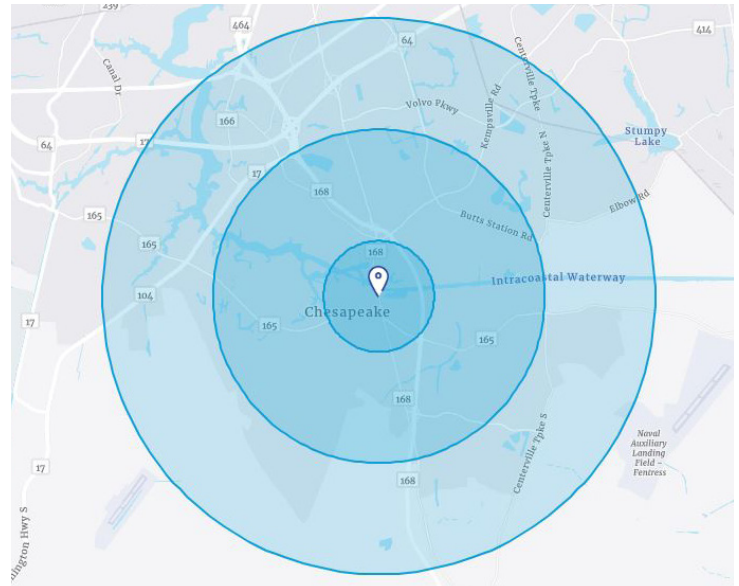 239
464
64
Centerville Tpke
414
Canal Dr
Volvo Pkwy
Kempsville Rd
166
Stumpy
Lake
64
17
17
168
Centerville Tpke N
Elbow Rd
165
Butts Station Rd
165
168
Intracoastal Waterway
104
Chesapeake
17
165
165
168
Centerville Tpke S
Naval
Auxiliary
Landing
Field -
Fentress
17
168
ington Hwy S